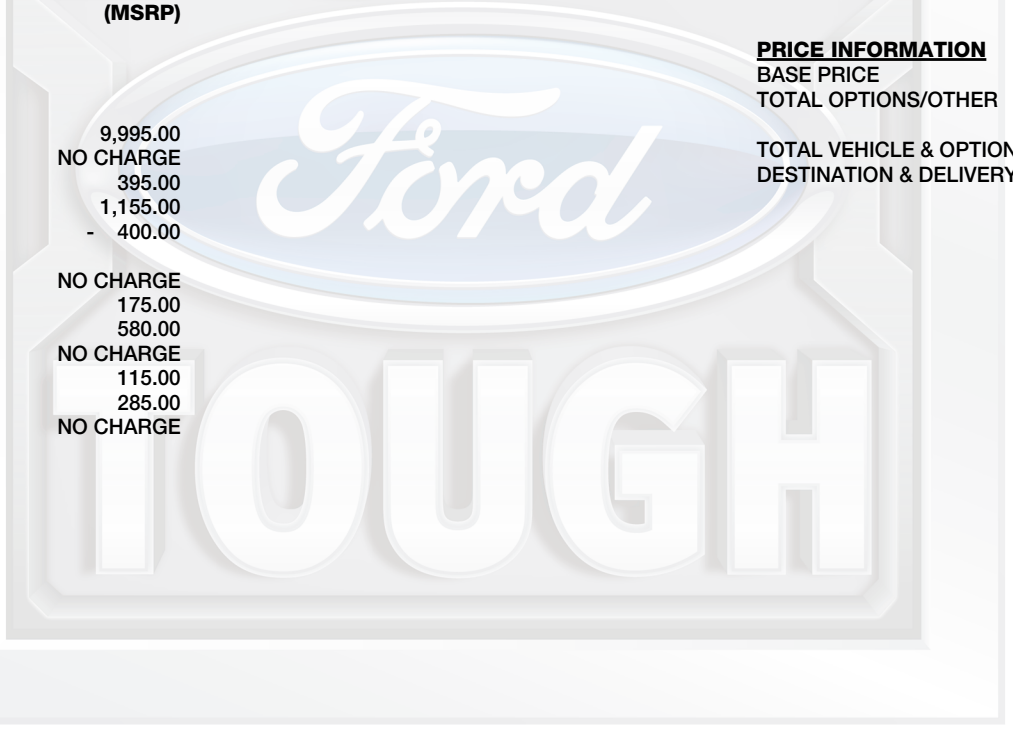 (MSRP)
9,995.00
NO CHARGE
395.00
1,155.00
- 400.00
NO CHARGE
175.00
580.00
NO CHARGE
115.00
285.00
NO CHARGE
PRICE INFORMATION
BASE PRICE
TOTAL OPTIONS/OTHER
TOTAL VEHICLE & OPTION
DESTINATION & DELIVERY
Ford
TOUGH